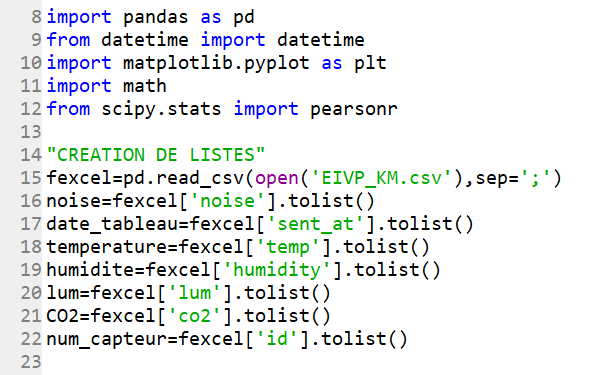 8 import pandas as pd
9 from datetime import datetime
10 import matplotlib.pyplot as plt
11 import math
12 from scipy.stats import pearsonr
13
14 "CREATION DE LISTES"
15 fexcel=pd.read_csv(open('EIVP_KM.csv'),sep=';')
16 noise=fexcel['noise'].tolist()
17 date_tableau=fexcel['sent_at'].tolist()
18 temperature=fexcel['temp'].tolist()
19 humidite=fexcel['humidity'].tolist()
20 lum=fexcel['lum'].tolist()
21 CO2=fexcel['co2'].tolist()
22 num_capteur=fexcel['id'].tolist()
23